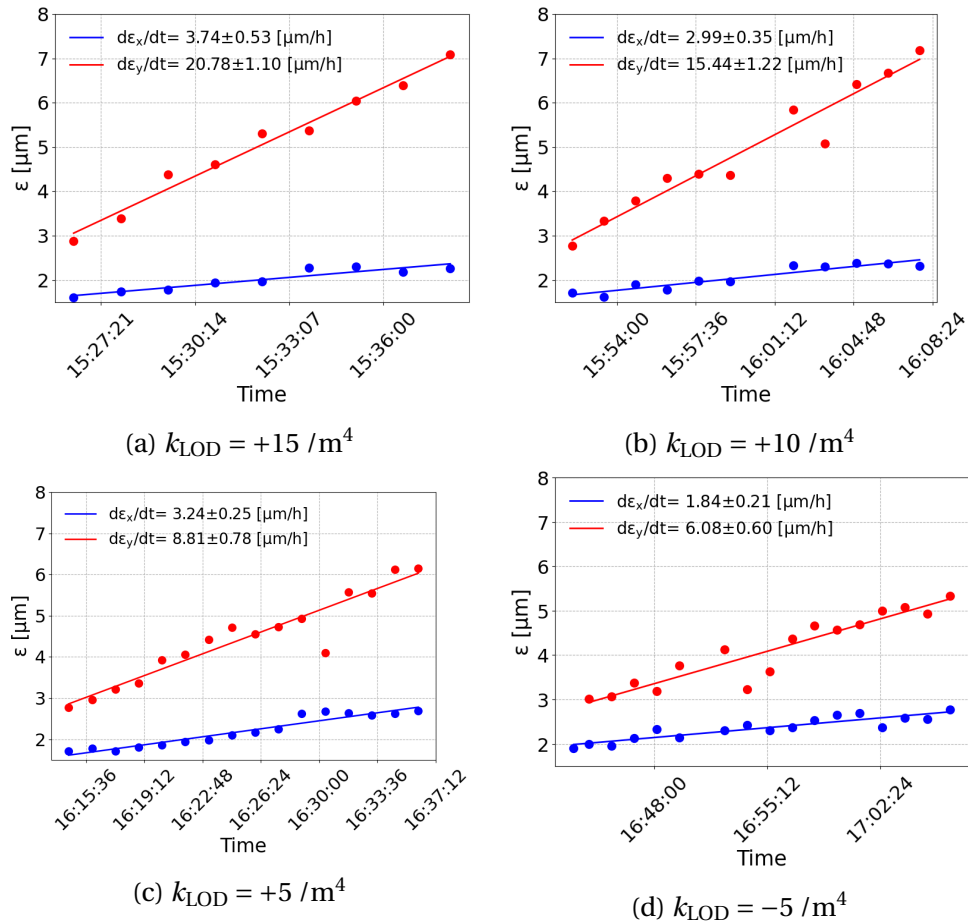 8
dεx/dt= 3.74±0.53 [μm/h]
dεy/dt= 20.78±1.10 [μm/h]
7
6
5
4
3
2
ε [μm]
15:27:21
15:30:14
15:33:07
15:36:00
Time
(a) kLOD = +15 /m⁴
8
dεx/dt= 2.99±0.35 [μm/h]
dεy/dt= 15.44±1.22 [μm/h]
7
6
5
4
3
2
ε [μm]
15:54:00
15:57:36
16:01:12
16:04:48
16:08:24
Time
(b) kLOD = +10 /m⁴
8
dεx/dt= 3.24±0.25 [μm/h]
dεy/dt= 8.81±0.78 [μm/h]
7
6
5
4
3
2
ε [μm]
16:15:36
16:19:12
16:22:48
16:26:24
16:30:00
16:33:36
16:37:12
Time
(c) kLOD = +5 /m⁴
8
dεx/dt= 1.84±0.21 [μm/h]
dεy/dt= 6.08±0.60 [μm/h]
7
6
5
4
3
2
ε [μm]
16:48:00
16:55:12
17:02:24
Time
(d) kLOD = −5 /m⁴